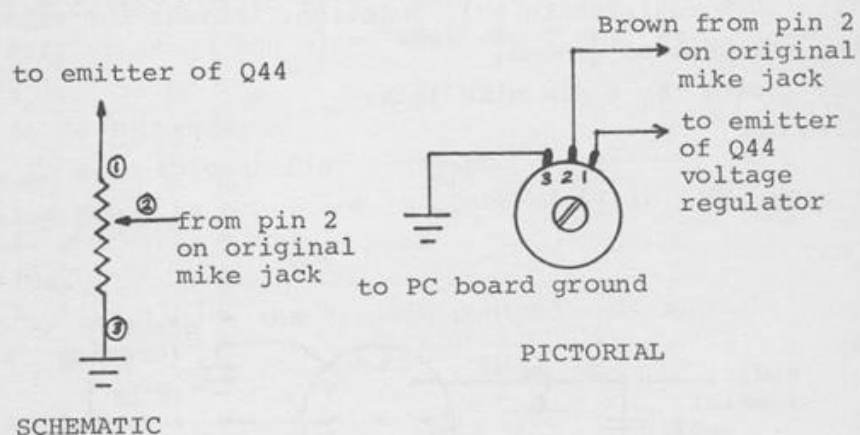 to emitter of Q44
①
②
from pin 2
on original
mike jack
③
SCHEMATIC
Brown from pin 2
on original
mike jack
to emitter
of Q44
voltage
regulator
3 2 1
to PC board ground
PICTORIAL